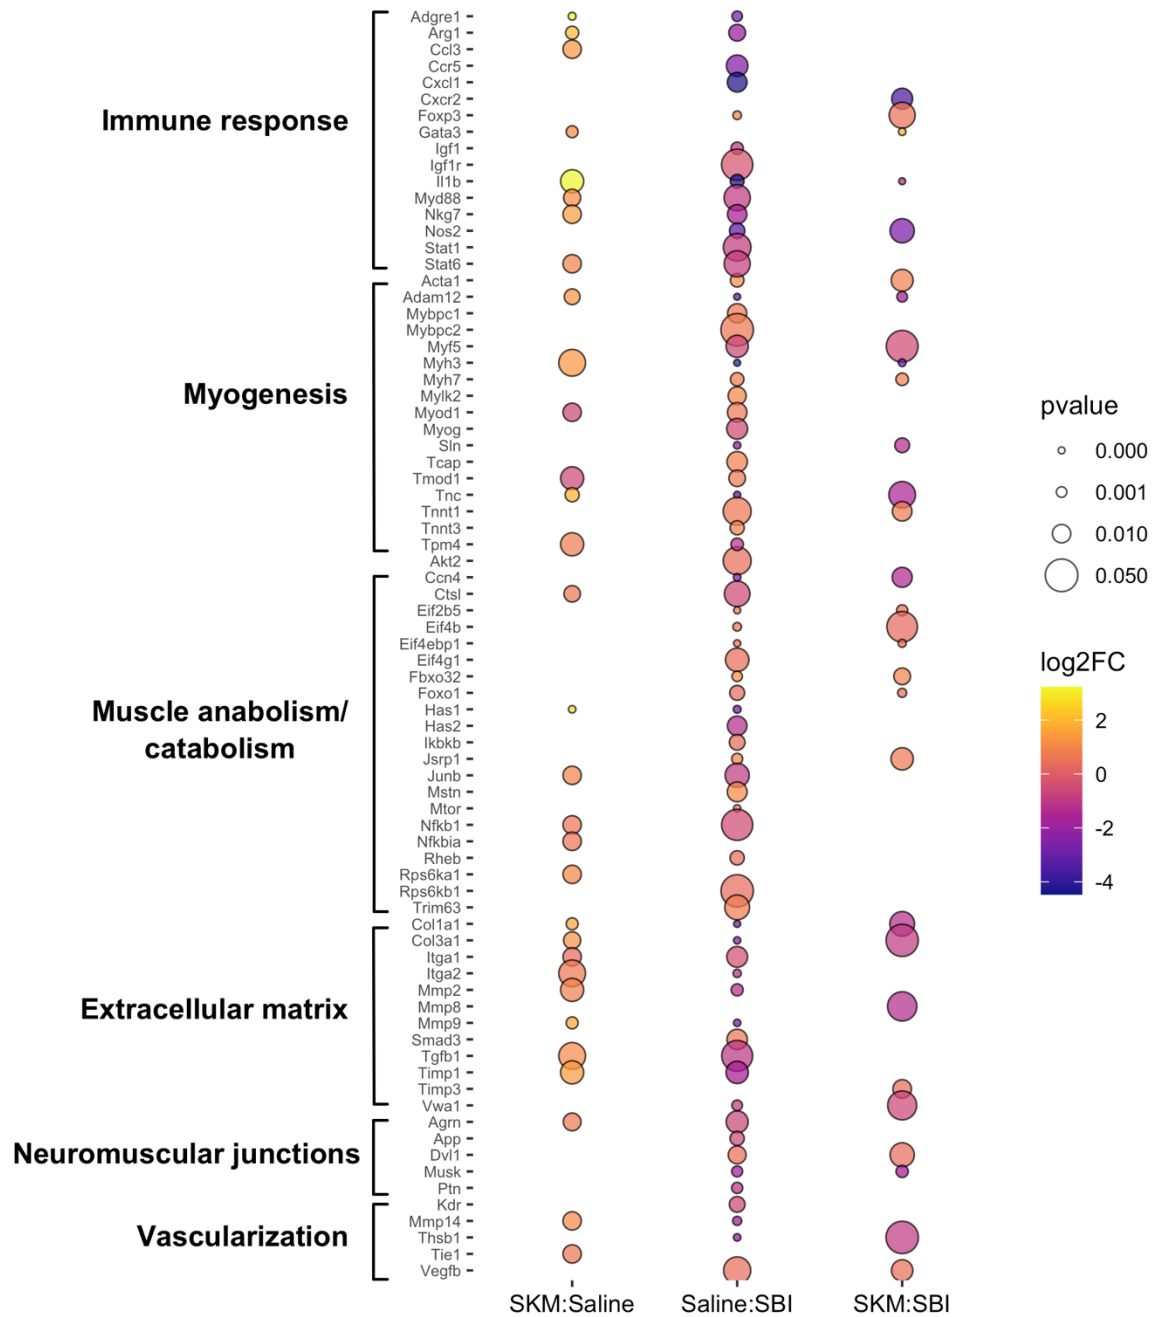 Immune response
Myogenesis
Muscle anabolism/
catabolism
Extracellular matrix
Neuromuscular junctions
Vascularization
Adgre1
Arg1
Ccl3
Ccr5
Cxcl1
Cxcr2
Foxp3
Gata3
Igf1
Igf1r
Il1b
Myd88
Nkg7
Nos2
Stat1
Stat6
Acta1
Adam12
Mybpc1
Mybpc2
Myf5
Myh3
Myh7
Mylk2
Myod1
Myog
Sln
Tcap
Tmod1
Tnc
Tnnt1
Tnnt3
Tpm4
Akt2
Ccn4
Ctsl
Eif2b5
Eif4b
Eif4ebp1
Eif4g1
Fbxo32
Foxo1
Has1
Has2
Ikbkb
Jsrp1
Junb
Mstn
Mtor
Nfkb1
Nfkbia
Rheb
Rps6ka1
Rps6kb1
Trim63
Col1a1
Col3a1
Itga1
Itga2
Mmp2
Mmp8
Mmp9
Smad3
Tgfb1
Timp1
Timp3
Vwa1
Agrn
App
Dvl1
Musk
Ptn
Kdr
Mmp14
Thsb1
Tie1
Vegfb
SKM:Saline
Saline:SBI
SKM:SBI
pvalue
0.000
0.001
0.010
0.050
log2FC
2
0
-2
-4